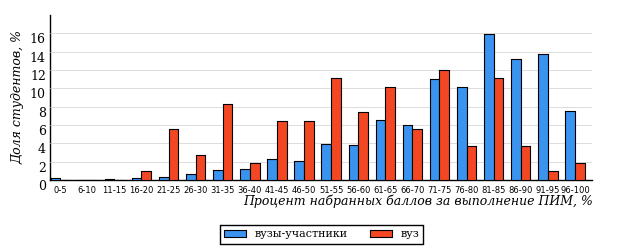 Доля студентов, %
16
14
12
10
8
6
4
2
0
0-5 6-10 11-15 16-20 21-25 26-30 31-35 36-40 41-45 46-50 51-55 56-60 61-65 66-70 71-75 76-80 81-85 86-90 91-95 96-100
Процент набранных баллов за выполнение ПИМ, %
вузы-участники вуз